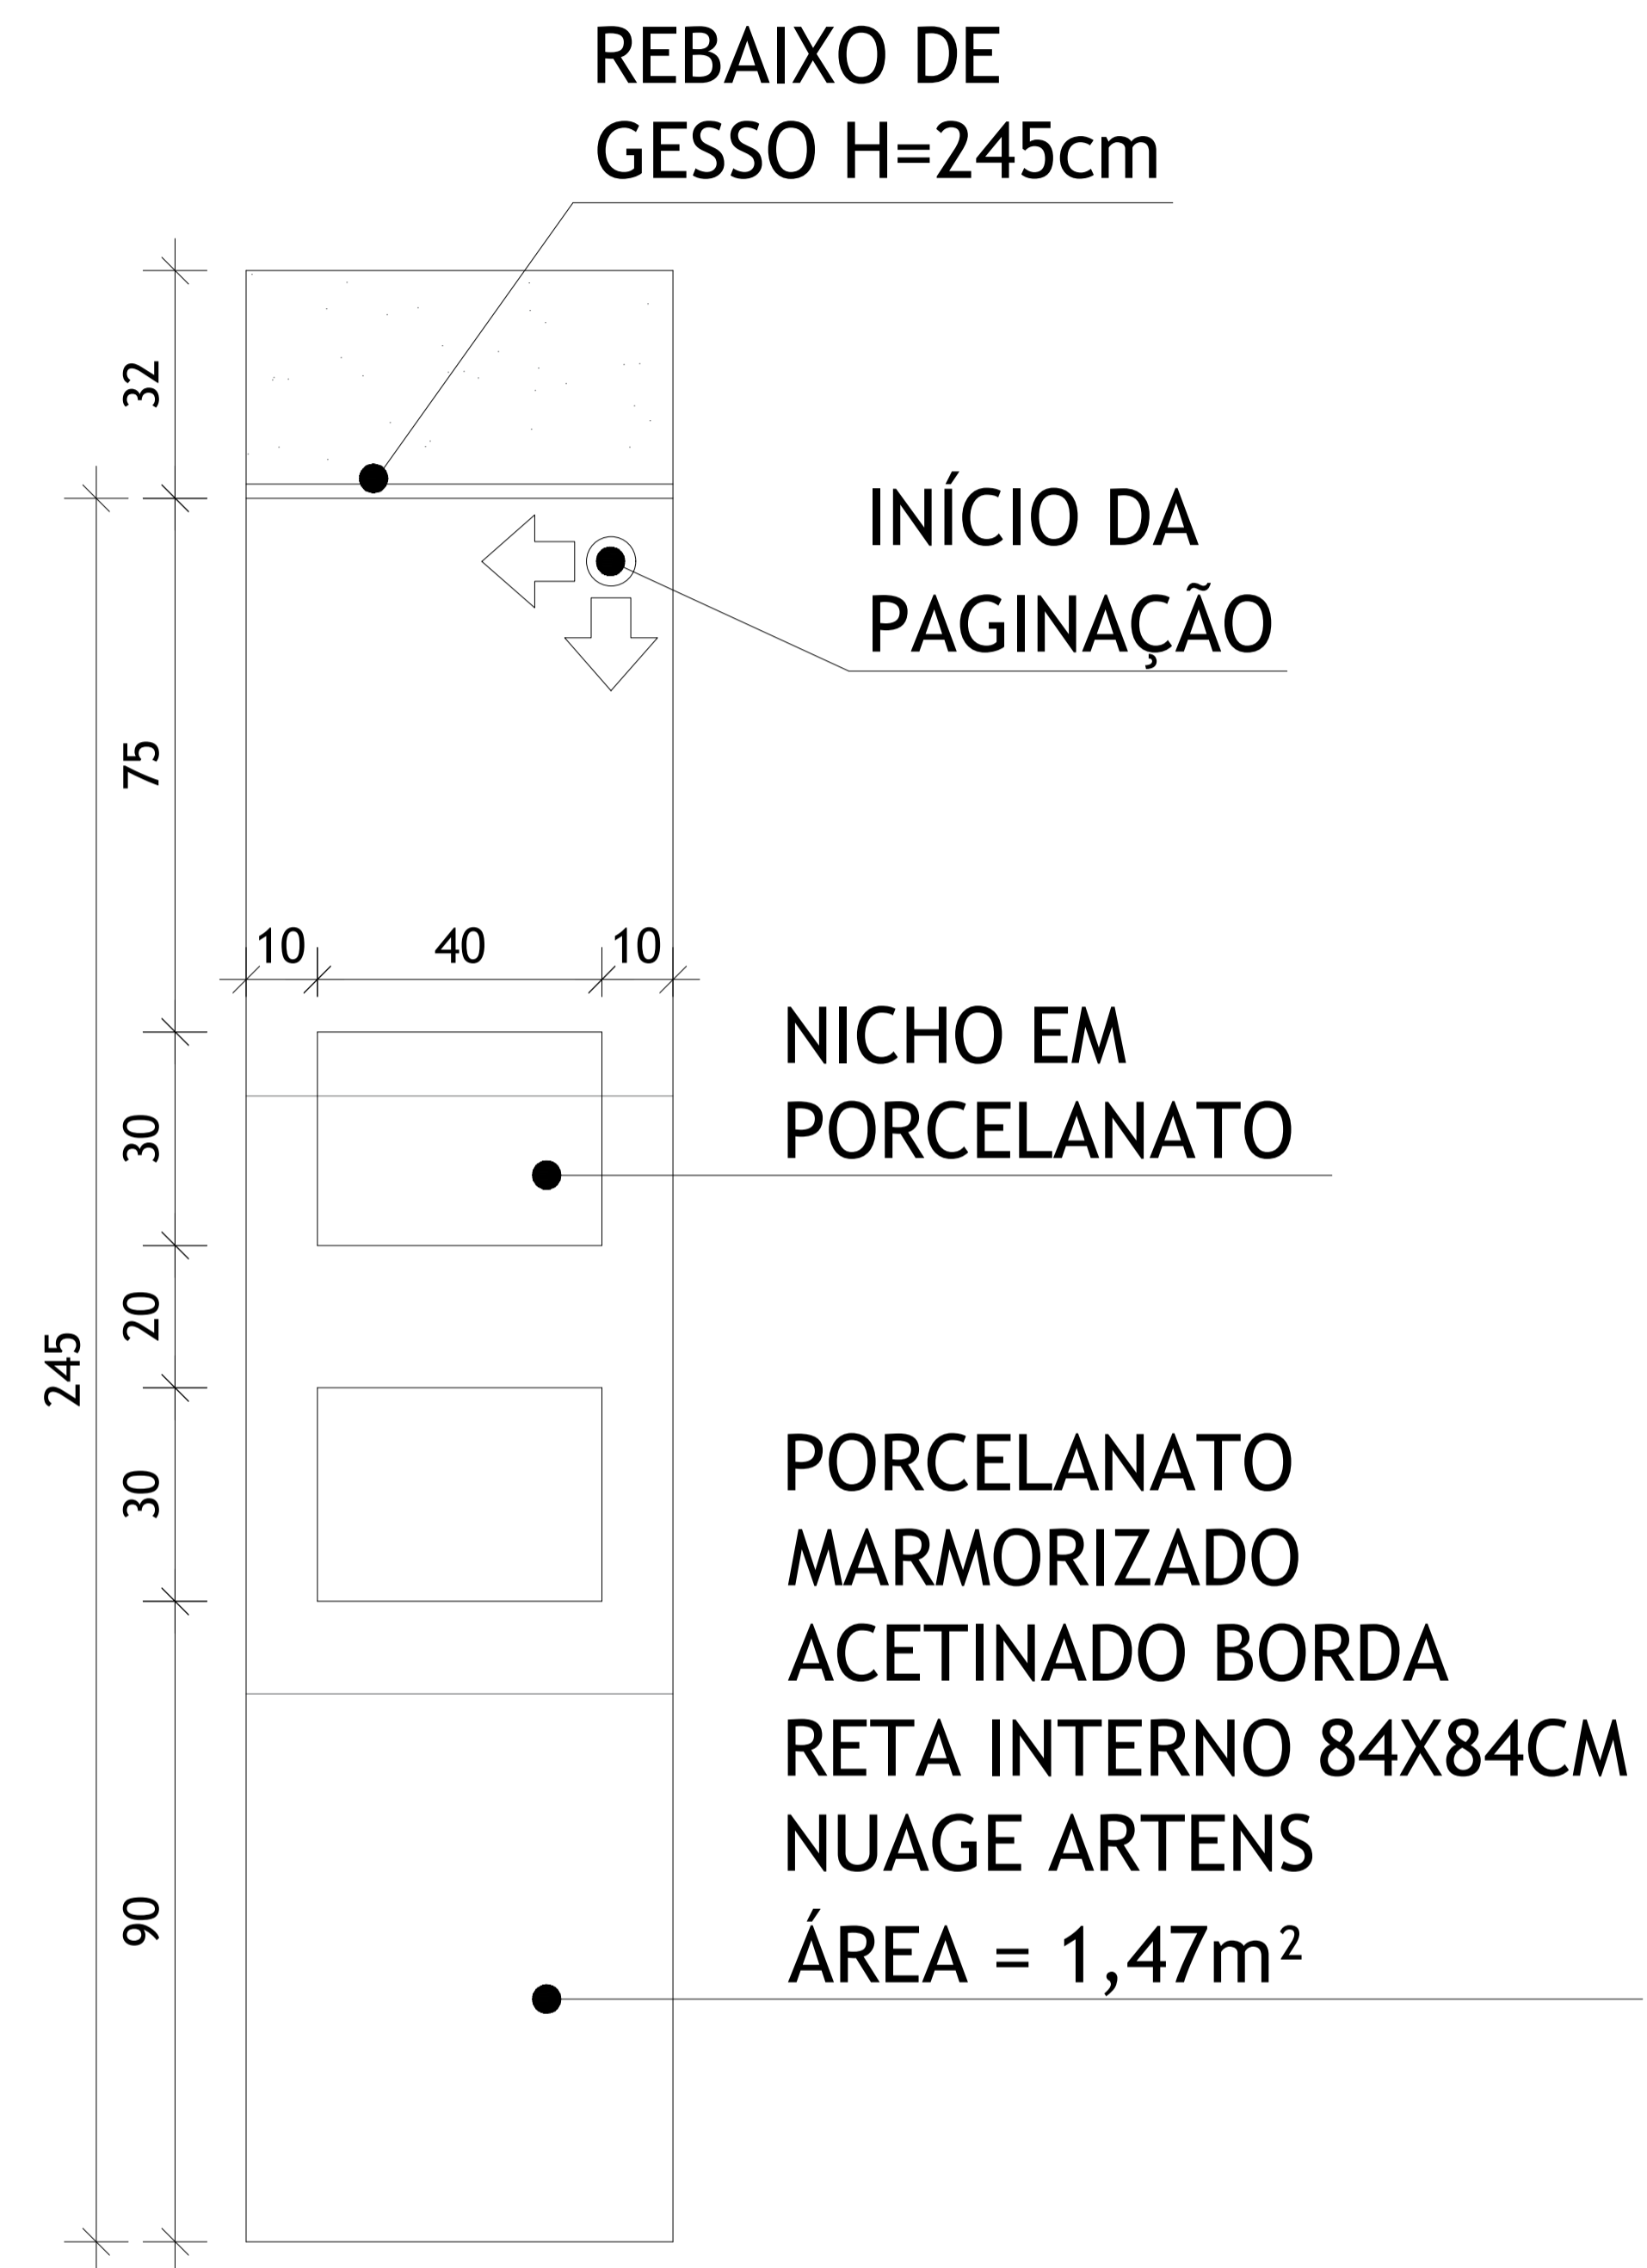 REBAIXO DE
GESSO H=245cm
32
INÍCIO DA
PAGINAÇÃO
75
10 40 10
NICHO EM
PORCELANATO
30
20
245
30
PORCELANATO
MARMORIZADO
ACETINADO BORDA
RETA INTERNO 84X84CM
NUAGE ARTENS
ÁREA = 1,47m²
90